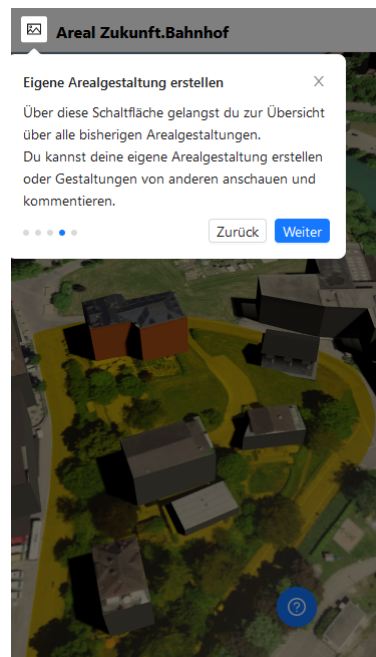 Areal Zukunft.Bahnhof
Eigene Arealgestaltung erstellen
Über diese Schaltfläche gelangst du zur Übersicht
über alle bisherigen Arealgestaltungen.
Du kannst deine eigene Arealgestaltung erstellen
oder Gestaltungen von anderen anschauen und
kommentieren.
Zurück Weiter
?